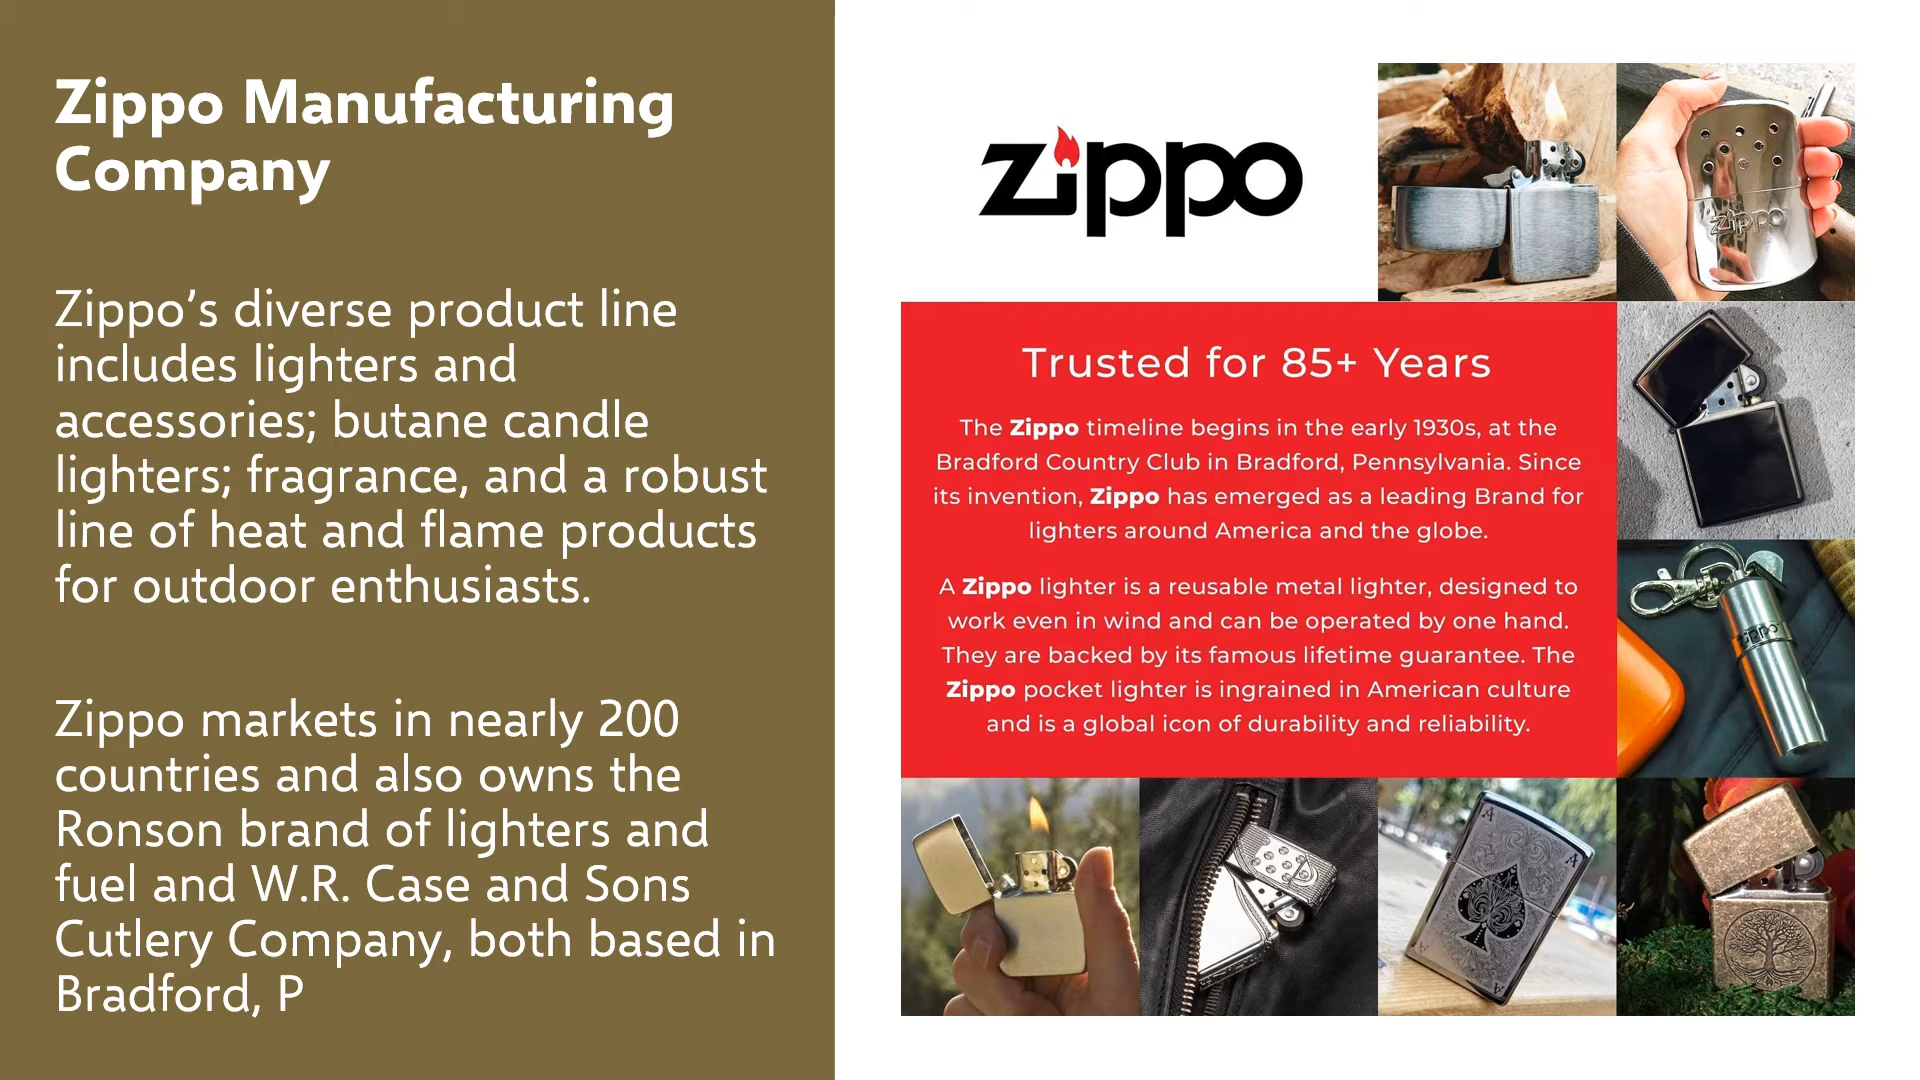 Zippo Manufacturing
Company
Zippo’s diverse product line
includes lighters and
accessories; butane candle
lighters; fragrance, and a robust
line of heat and flame products
for outdoor enthusiasts.
Zippo markets in nearly 200
countries and also owns the
Ronson brand of lighters and
fuel and W.R. Case and Sons
Cutlery Company, both based in
Bradford, P
zippo
zippo
Trusted for 85+ Years
The Zippo timeline begins in the early 1930s, at the
Bradford Country Club in Bradford, Pennsylvania. Since
its invention, Zippo has emerged as a leading Brand for
lighters around America and the globe.
A Zippo lighter is a reusable metal lighter, designed to
work even in wind and can be operated by one hand.
They are backed by its famous lifetime guarantee. The
Zippo pocket lighter is ingrained in American culture
and is a global icon of durability and reliability.
zippo
A
A
A
A